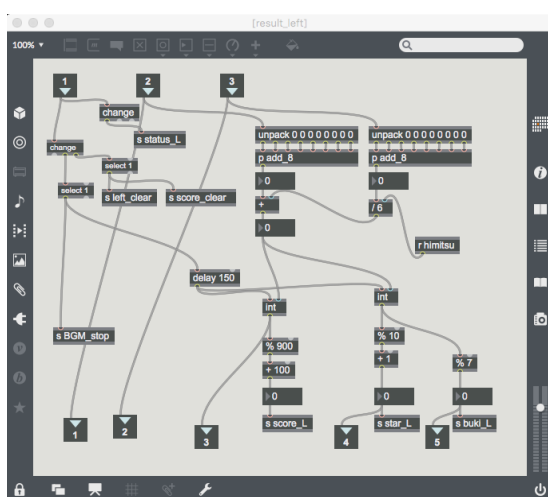 [result_left]
100%
1
2
3
change
s status_L
change
select 1
select 1
s left_clear
s score_clear
unpack 0 0 0 0 0 0 0 0
unpack 0 0 0 0 0 0 0 0
p add_8
p add_8
0
0
+
/ 6
0
r himitsu
delay 150
int
int
s BGM_stop
% 900
% 10
+ 100
+ 1
% 7
0
0
0
s score_L
s star_L
s buki_L
1
2
3
4
5